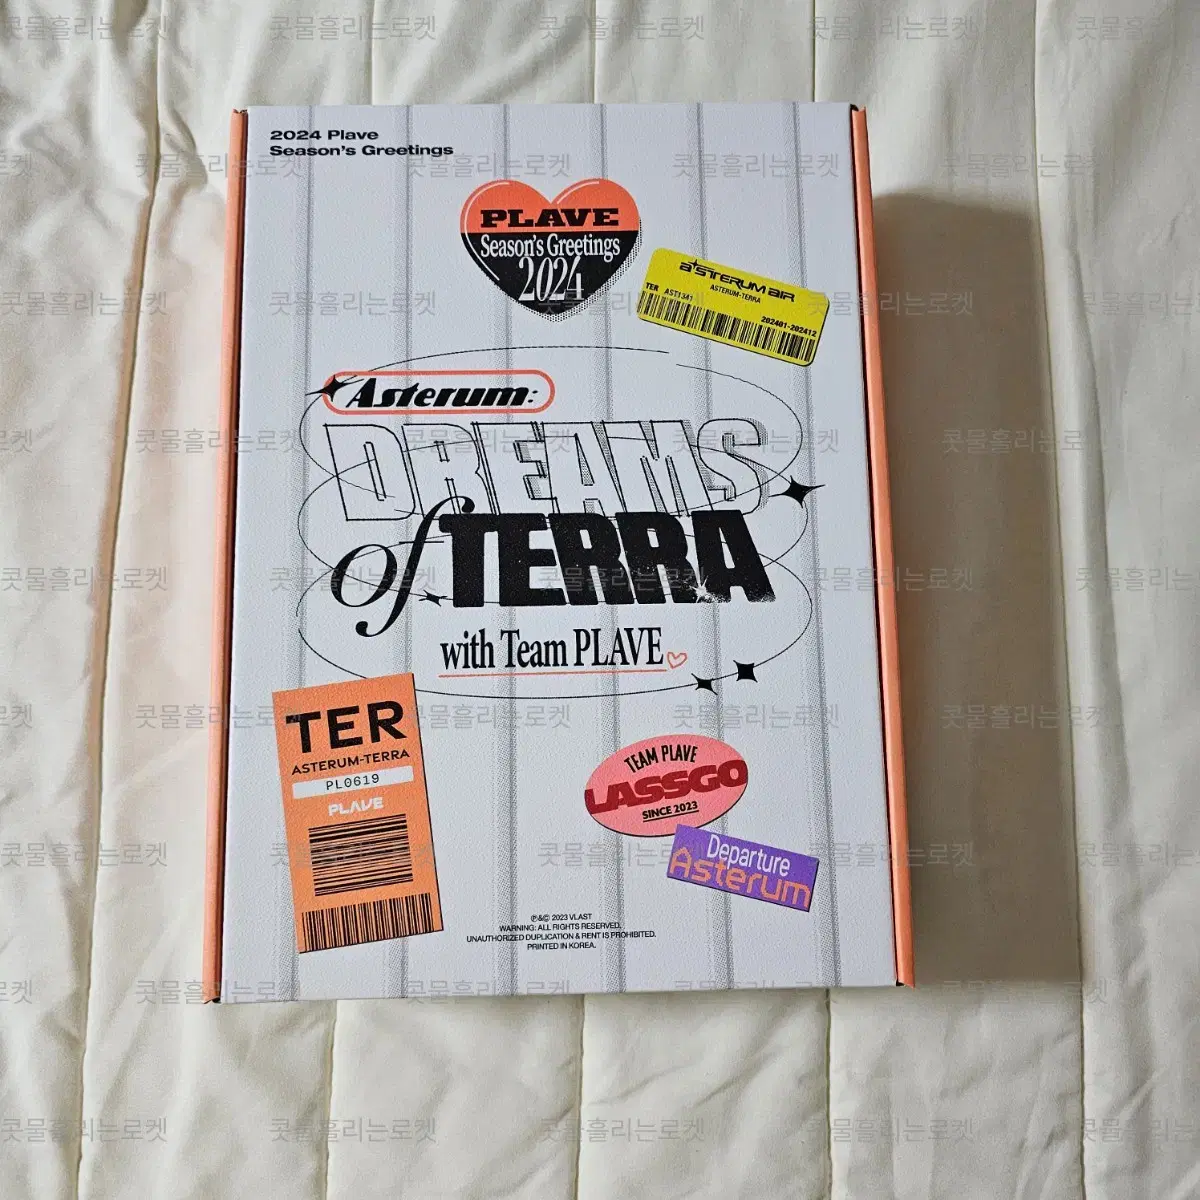 2024 Plave
Season's Greetings
PLAVE
Season's Greetings
2024
asterum air
ASTERUM-TERRA
TER AST1341
202401-202412
Asterum:
DREAMS
of TERRA
with Team PLAVE
TER
ASTERUM-TERRA
PL0619
PLAVE
TEAM PLAVE
LASSGO
SINCE 2023
Departure
Asterum
℗&© 2023 VLAST
WARNING: ALL RIGHTS RESERVED.
UNAUTHORIZED DUPLICATION & RENT IS PROHIBITED.
PRINTED IN KOREA.
콧물흘리는로켓